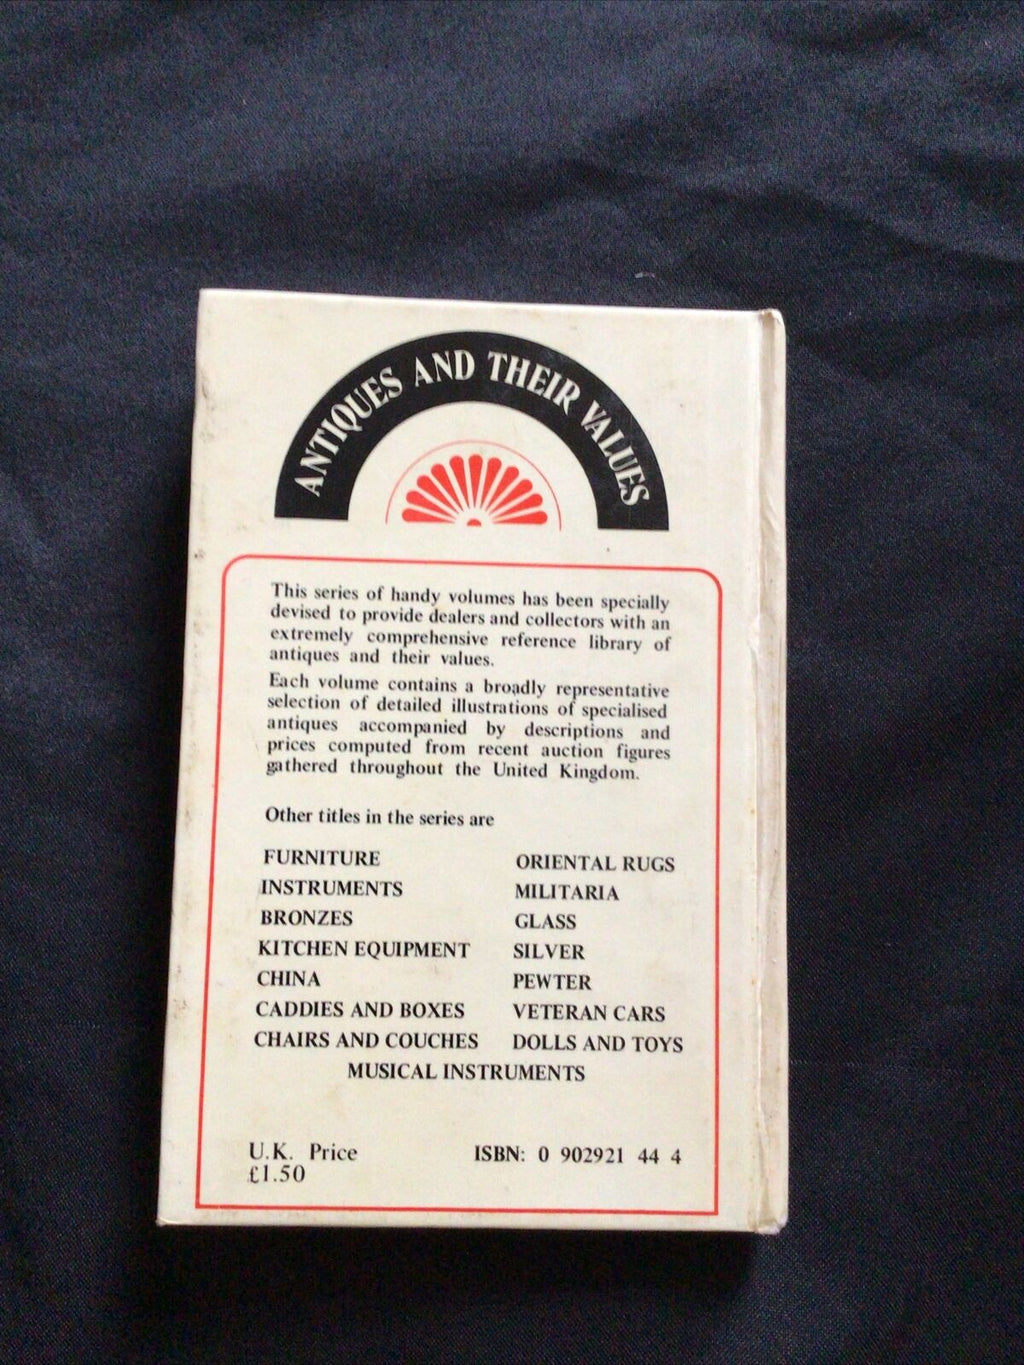 ANTIQUES AND THEIR VALUES
This series of handy volumes has been specially
devised to provide dealers and collectors with an
extremely comprehensive reference library of
antiques and their values.
Each volume contains a broadly representative
selection of detailed illustrations of specialised
antiques accompanied by descriptions and
prices computed from recent auction figures
gathered throughout the United Kingdom.
Other titles in the series are
FURNITURE
INSTRUMENTS
BRONZES
KITCHEN EQUIPMENT
CHINA
CADDIES AND BOXES
CHAIRS AND COUCHES
ORIENTAL RUGS
MILITARIA
GLASS
SILVER
PEWTER
VETERAN CARS
DOLLS AND TOYS
MUSICAL INSTRUMENTS
U.K. Price
£1.50
ISBN: 0 902921 44 4